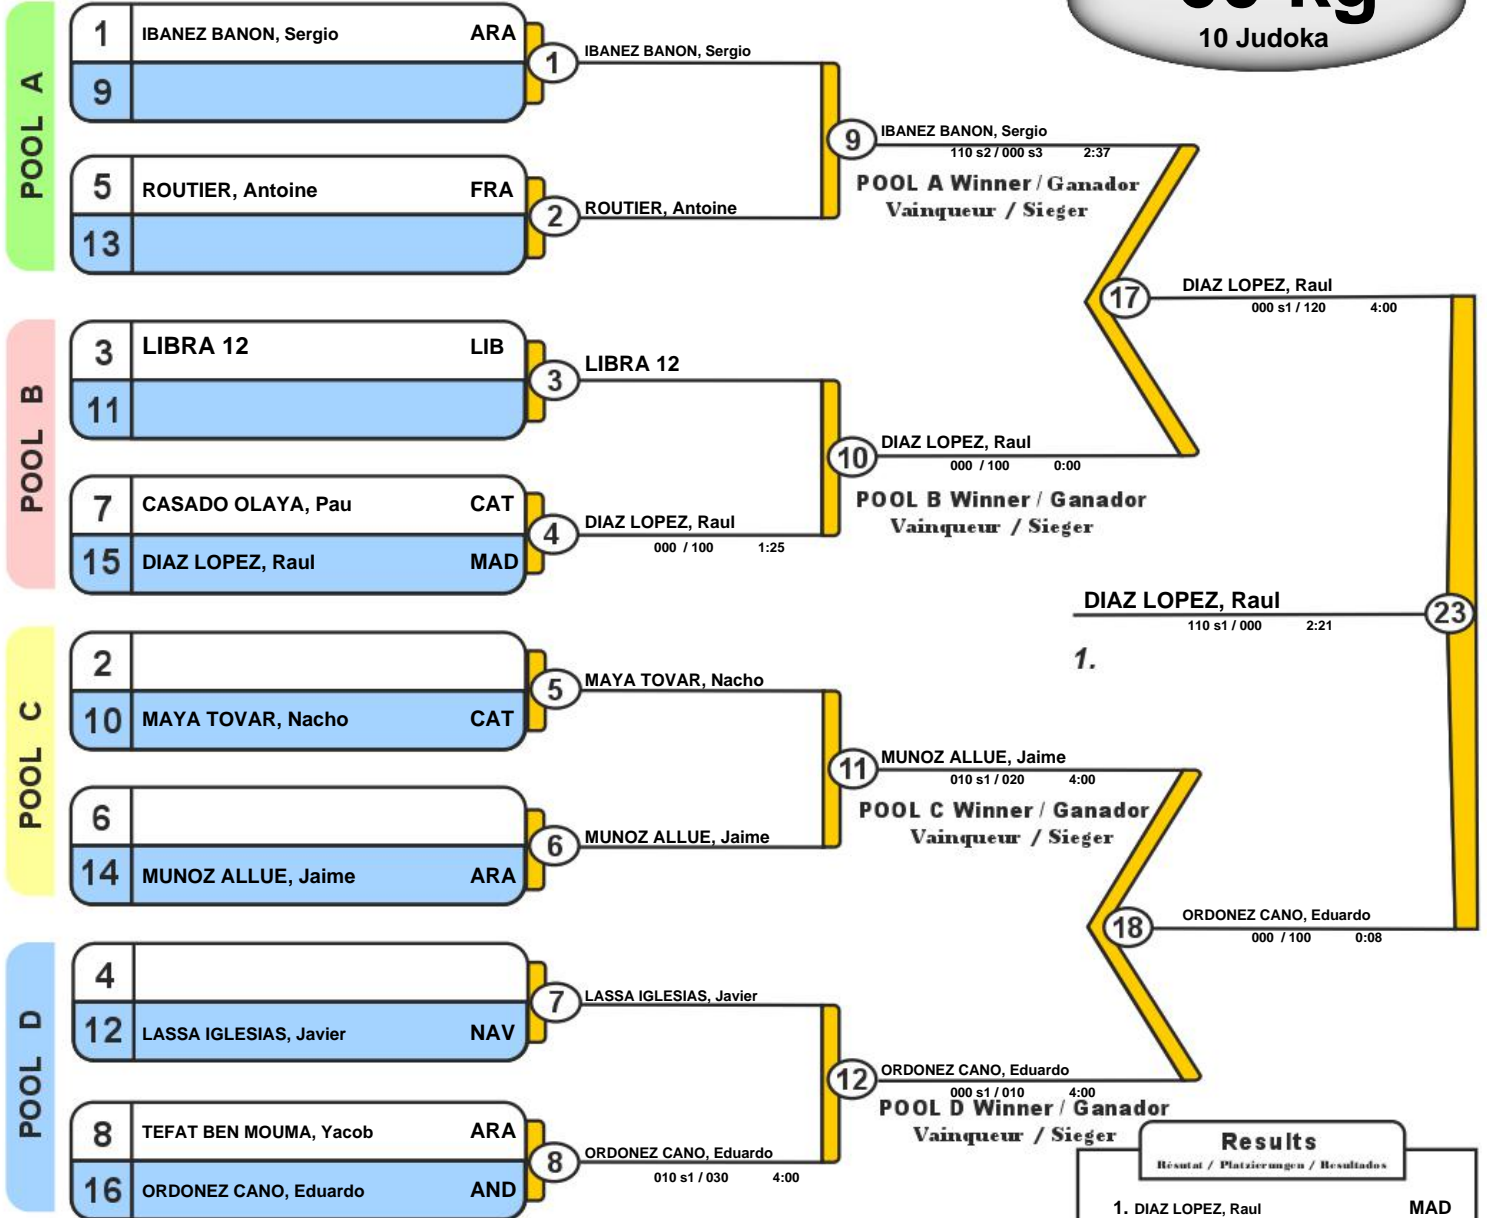 kg
10 Judoka
POOL A
1 IBANEZ BANON, Sergio ARA
9
1 IBANEZ BANON, Sergio
5 ROUTIER, Antoine FRA
13
2 ROUTIER, Antoine
9 IBANEZ BANON, Sergio
110 s2 / 000 s3 2:37
POOL A Winner / Ganador
Vainqueur / Sieger
POOL B
3 LIBRA 12 LIB
11
3 LIBRA 12
7 CASADO OLAYA, Pau CAT
15 DIAZ LOPEZ, Raul MAD
4 DIAZ LOPEZ, Raul
000 / 100 1:25
10 DIAZ LOPEZ, Raul
000 / 100 0:00
POOL B Winner / Ganador
Vainqueur / Sieger
17 DIAZ LOPEZ, Raul
000 s1 / 120 4:00
DIAZ LOPEZ, Raul 23
110 s1 / 000 2:21
1.
POOL C
2
10 MAYA TOVAR, Nacho CAT
5 MAYA TOVAR, Nacho
6
14 MUNOZ ALLUE, Jaime ARA
6 MUNOZ ALLUE, Jaime
11 MUNOZ ALLUE, Jaime
010 s1 / 020 4:00
POOL C Winner / Ganador
Vainqueur / Sieger
18 ORDONEZ CANO, Eduardo
000 / 100 0:08
POOL D
4
12 LASSA IGLESIAS, Javier NAV
7 LASSA IGLESIAS, Javier
8 TEFAT BEN MOUMA, Yacob ARA
16 ORDONEZ CANO, Eduardo AND
8 ORDONEZ CANO, Eduardo
010 s1 / 030 4:00
12 ORDONEZ CANO, Eduardo
000 s1 / 010 4:00
POOL D Winner / Ganador
Vainqueur / Sieger
Results
Résutat / Platzierungen / Resultados
1. DIAZ LOPEZ, Raul MAD